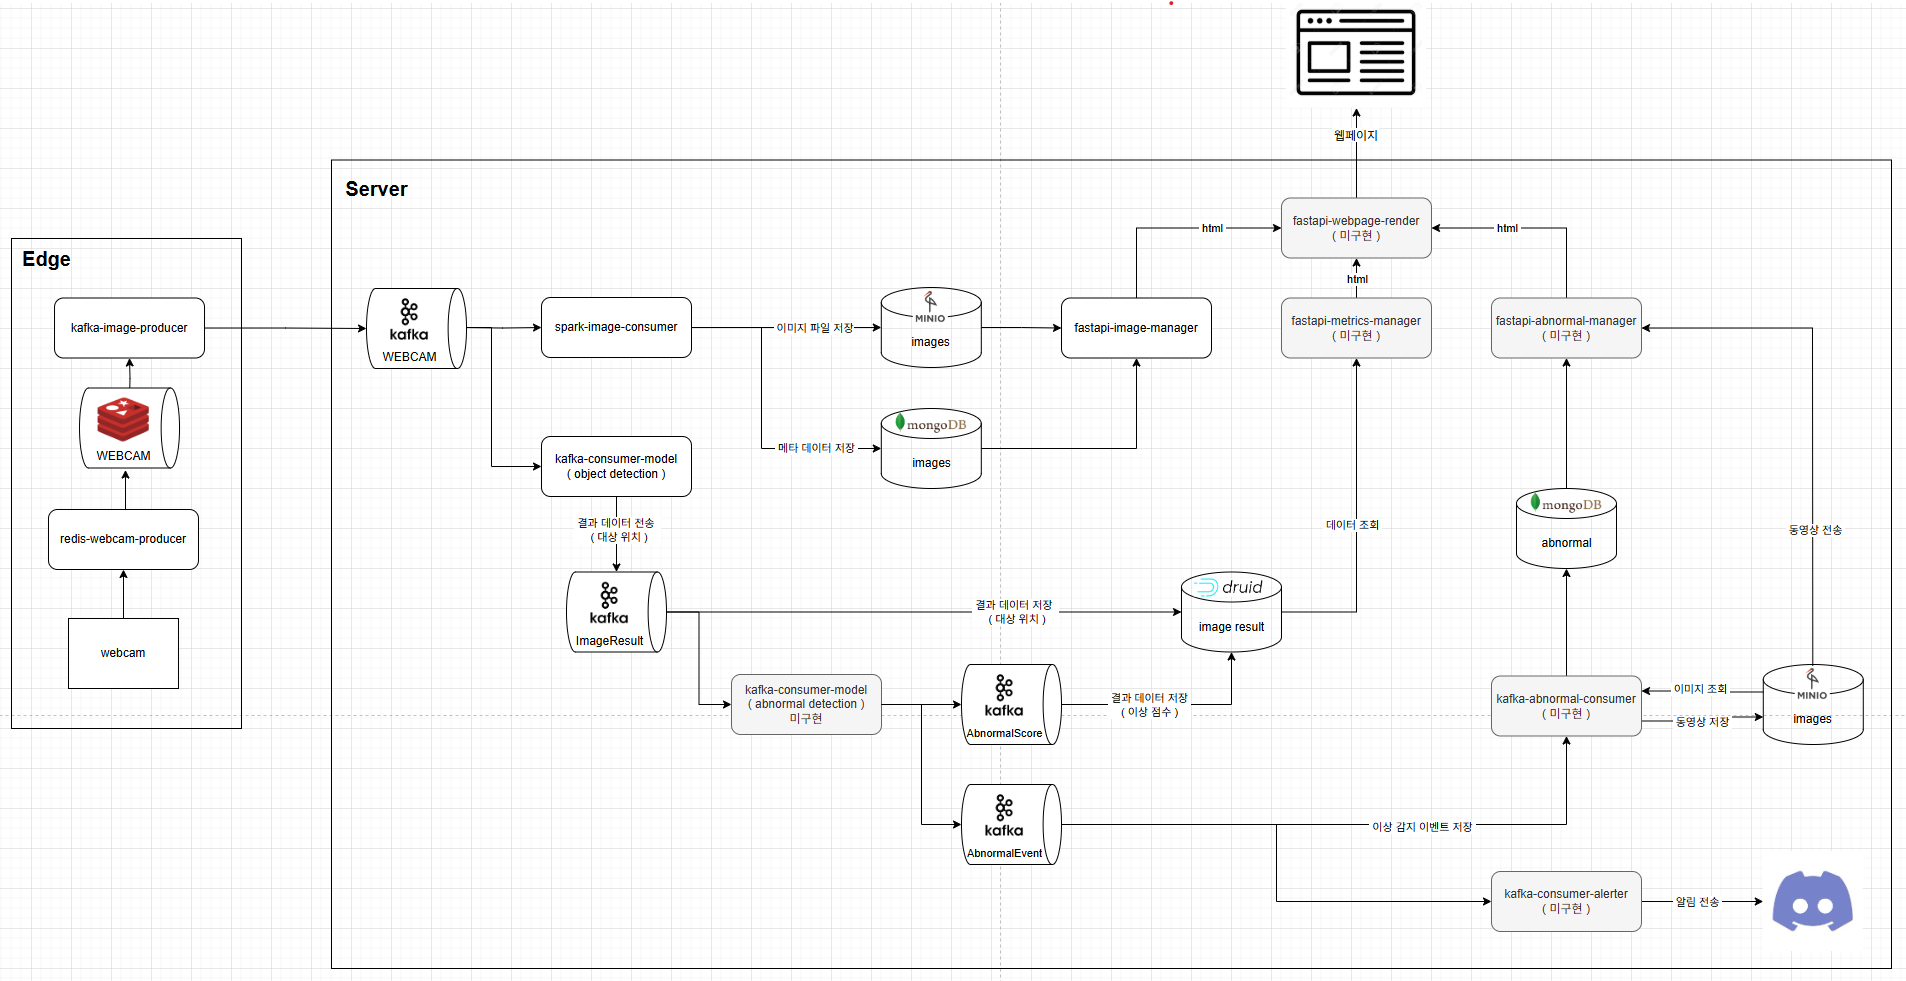 웹페이지
Server
fastapi-webpage-render
( 미구현 )
html
html
html
Edge
kafka-image-producer
kafka
WEBCAM
spark-image-consumer
이미지 파일 저장
MINIO
images
fastapi-image-manager
fastapi-metrics-manager
( 미구현 )
fastapi-abnormal-manager
( 미구현 )
WEBCAM
메타 데이터 저장
mongoDB
images
kafka-consumer-model
( object detection )
redis-webcam-producer
결과 데이터 전송
( 대상 위치 )
데이터 조회
mongoDB
abnormal
동영상 전송
webcam
kafka
ImageResult
결과 데이터 저장
( 대상 위치 )
druid
image result
kafka-consumer-model
( abnormal detection )
미구현
kafka
AbnormalScore
결과 데이터 저장
( 이상 점수 )
kafka-abnormal-consumer
( 미구현 )
이미지 조회
동영상 저장
MINIO
images
kafka
AbnormalEvent
이상 감지 이벤트 저장
kafka-consumer-alerter
( 미구현 )
알림 전송